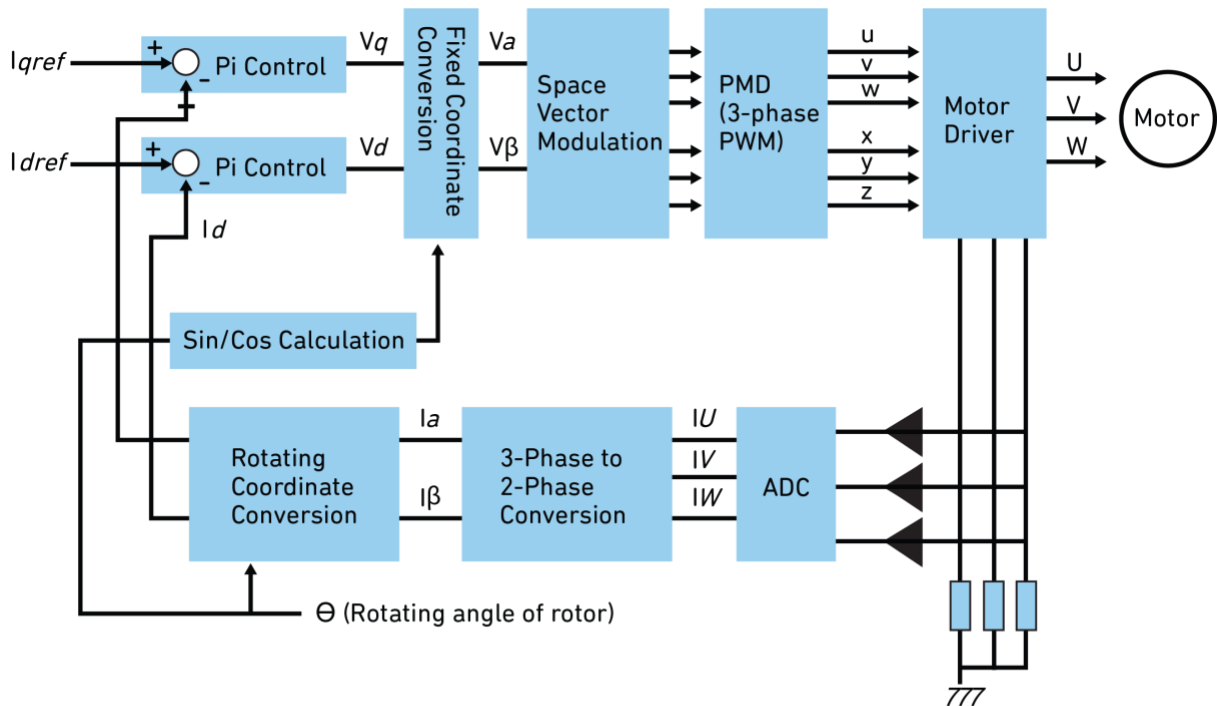 Iqref
+
-
Pi Control
Vq
Fixed Coordinate
Conversion
Va
Space
Vector
Modulation
PMD
(3-phase
PWM)
u
v
w
x
y
z
Motor
Driver
U
V
W
Motor
Idref
+
-
Pi Control
Vd
Vβ
Id
Sin/Cos Calculation
Rotating
Coordinate
Conversion
Ia
Iβ
3-Phase to
2-Phase
Conversion
IU
IV
IW
ADC
Θ (Rotating angle of rotor)